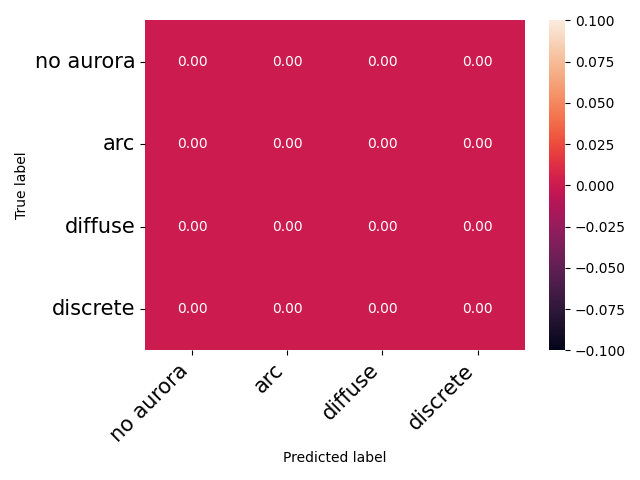 no aurora 0.00 0.00 0.00 0.00
arc 0.00 0.00 0.00 0.00
diffuse 0.00 0.00 0.00 0.00
discrete 0.00 0.00 0.00 0.00
True label
no aurora arc diffuse discrete
Predicted label
0.100
0.075
0.050
0.025
0.000
−0.025
−0.050
−0.075
−0.100